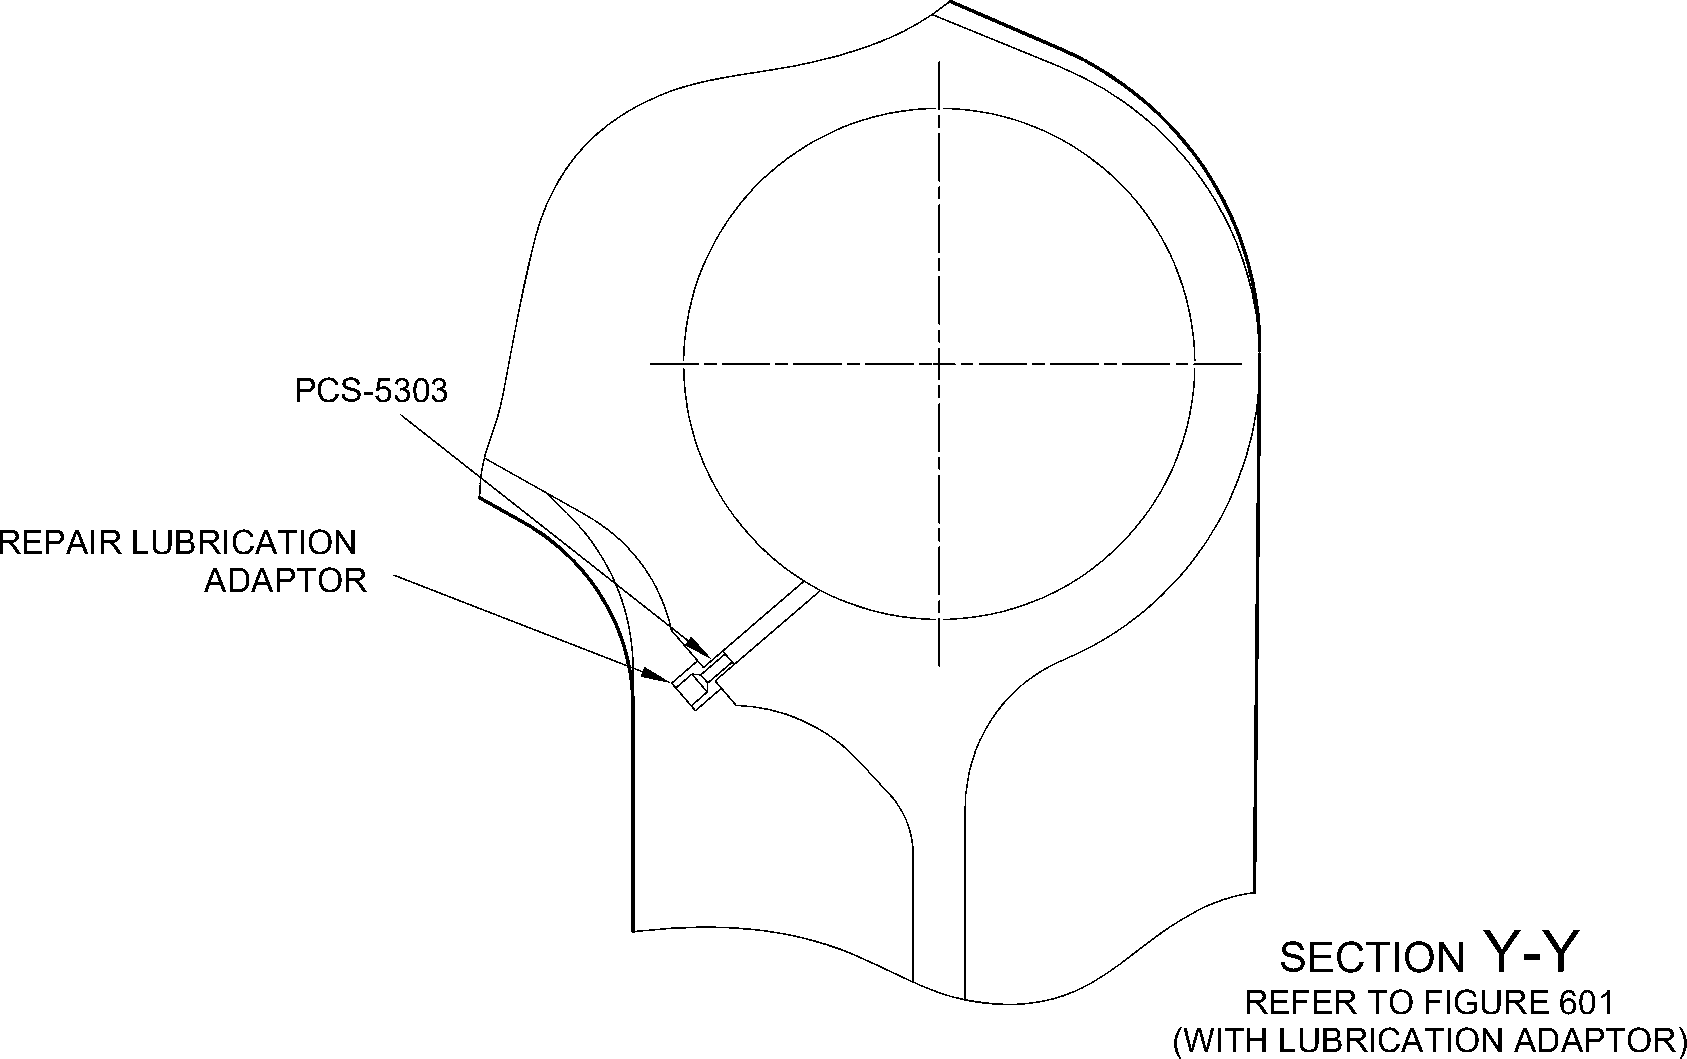 PCS-5303
REPAIR LUBRICATION
ADAPTOR
SECTION Y-Y
REFER TO FIGURE 601
(WITH LUBRICATION ADAPTOR)